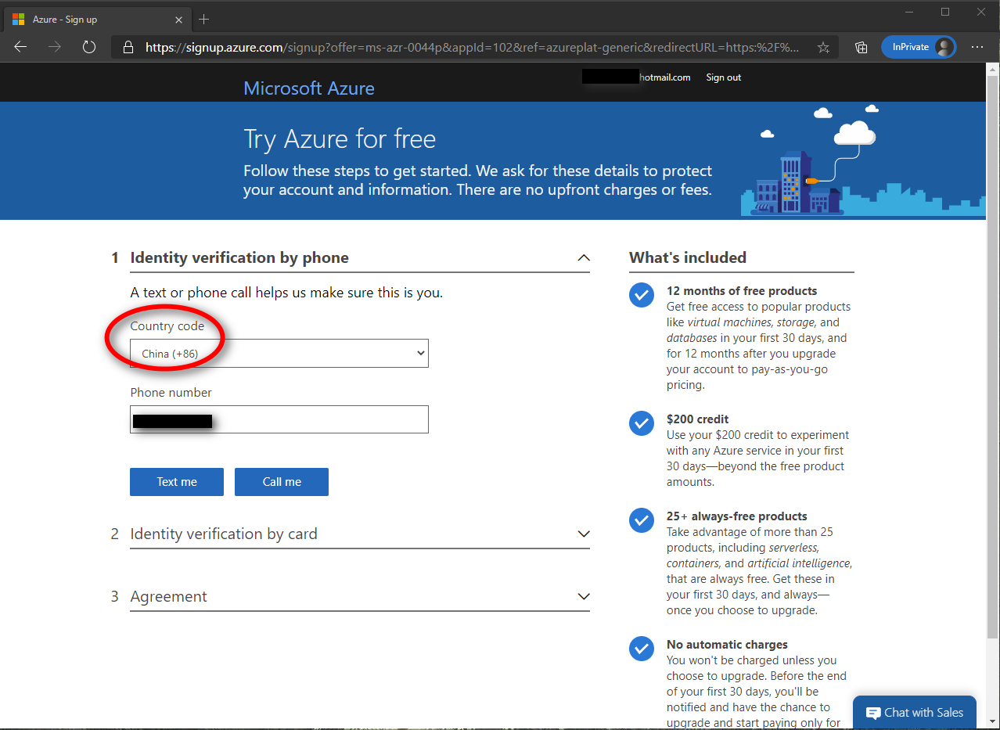 Azure - Sign up
https://signup.azure.com/signup?offer=ms-azr-0044p&appId=102&ref=azureplat-generic&redirectURL=https:%2F%...
InPrivate
Microsoft Azure
hotmail.com
Sign out
Try Azure for free
Follow these steps to get started. We ask for these details to protect
your account and information. There are no upfront charges or fees.
1 Identity verification by phone
A text or phone call helps us make sure this is you.
Country code
China (+86)
Phone number
Text me
Call me
2 Identity verification by card
3 Agreement
What's included
12 months of free products
Get free access to popular products
like virtual machines, storage, and
databases in your first 30 days, and
for 12 months after you upgrade
your account to pay-as-you-go
pricing.
$200 credit
Use your $200 credit to experiment
with any Azure service in your first
30 days—beyond the free product
amounts.
25+ always-free products
Take advantage of more than 25
products, including serverless,
containers, and artificial intelligence,
that are always free. Get these in
your first 30 days, and always—
once you choose to upgrade.
No automatic charges
You won't be charged unless you
choose to upgrade. Before the end
of your first 30 days, you'll be
notified and have the chance to
upgrade and start paying only for
Chat with Sales